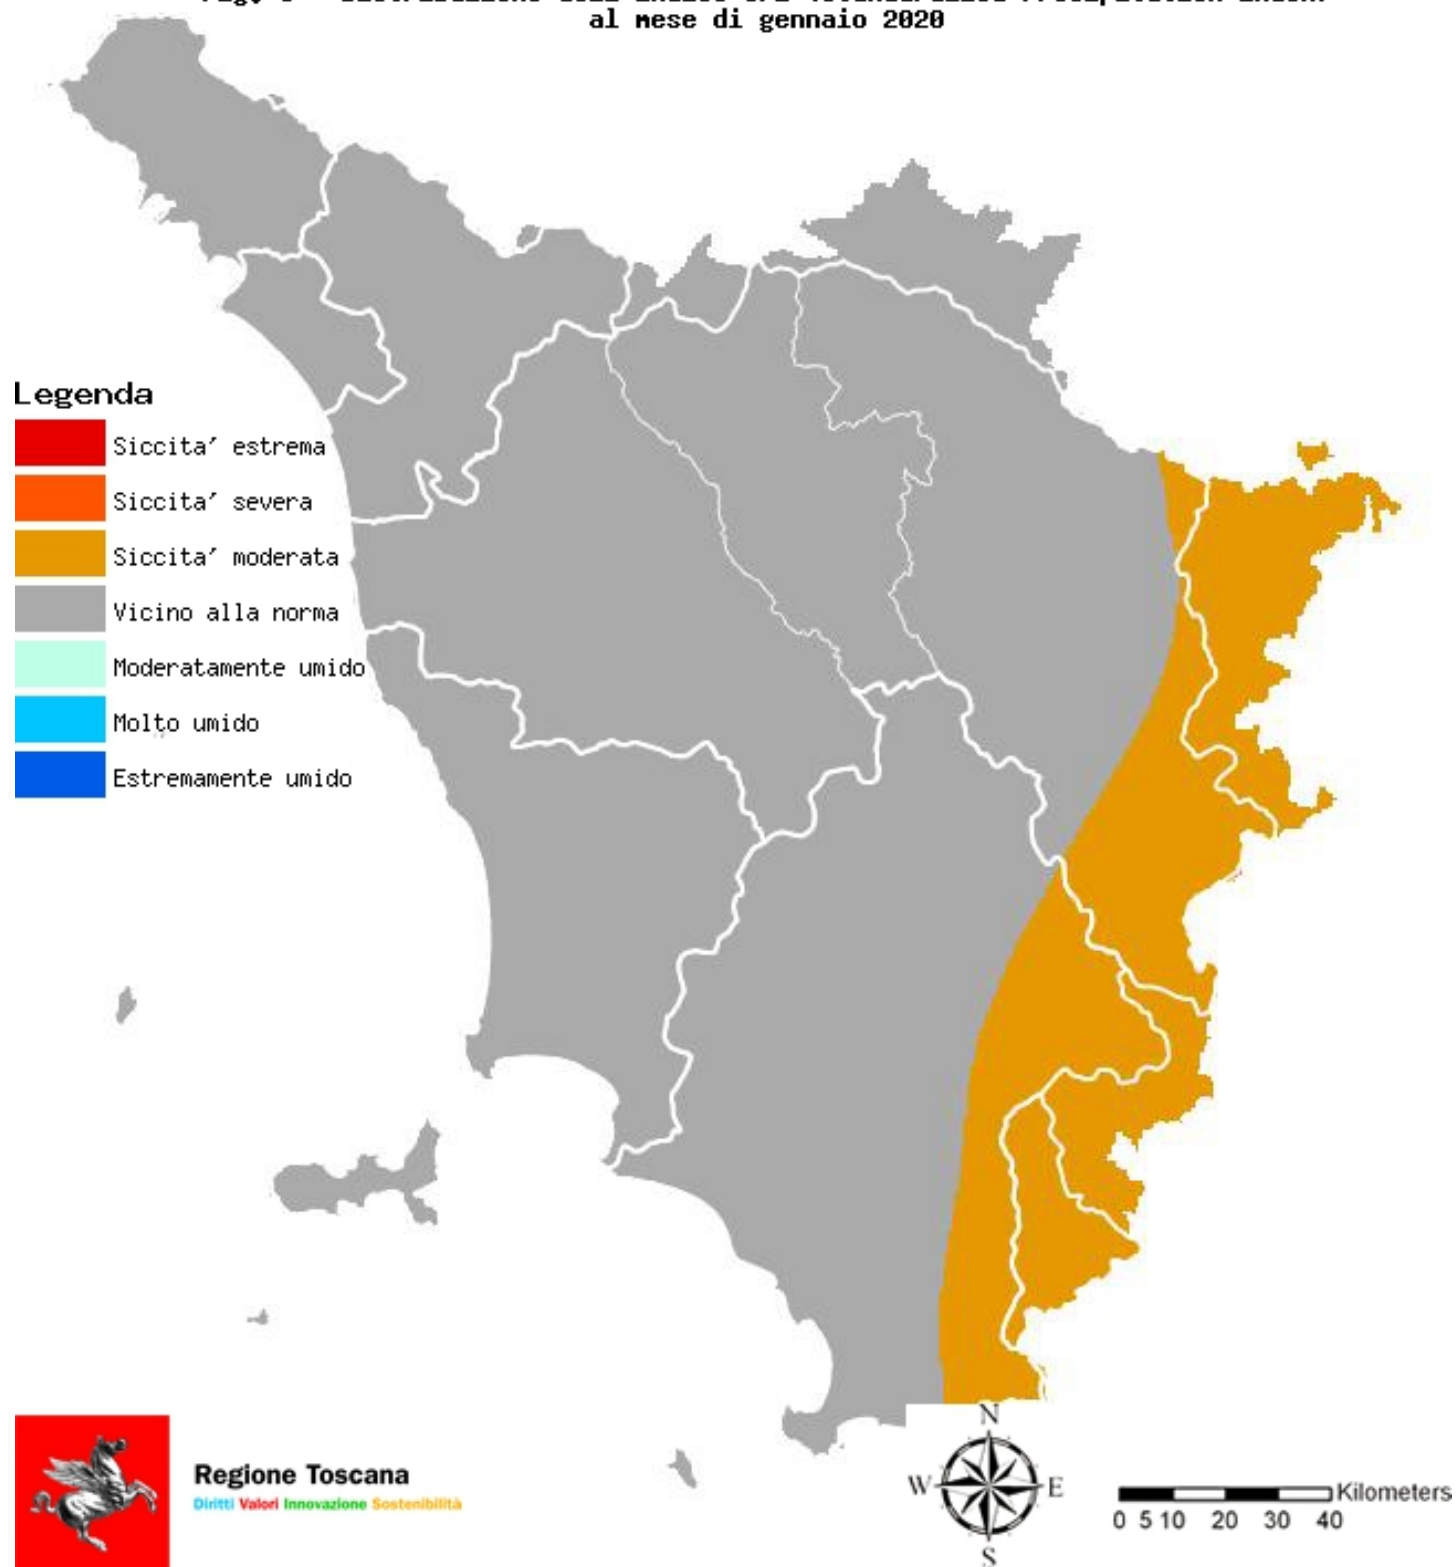 al mese di gennaio 2020
Legenda
Siccita' estrema
Siccita' severa
Siccita' moderata
Vicino alla norma
Moderatamente umido
Molto umido
Estremamente umido
Regione Toscana
Diritti Valori Innovazione Sostenibilità
N
W E
S
Kilometers
0 5 10 20 30 40